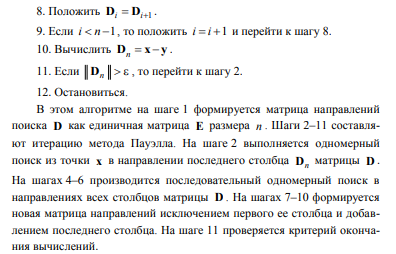 8. Положить D_i = D_{i+1}.
9. Если i < n−1, то положить i = i+1 и перейти к шагу 8.
10. Вычислить D_n = x − y.
11. Если ‖D_n‖ > ε, то перейти к шагу 2.
12. Остановиться.
В этом алгоритме на шаге 1 формируется матрица направлений
поиска D как единичная матрица E размера n. Шаги 2–11 составля-
ют итерацию метода Пауэлла. На шаге 2 выполняется одномерный
поиск из точки x в направлении последнего столбца D_n матрицы D.
На шагах 4–6 производится последовательный одномерный поиск в
направлениях всех столбцов матрицы D. На шагах 7–10 формируется
новая матрица направлений исключением первого ее столбца и добав-
лением последнего столбца. На шаге 11 проверяется критерий оконча-
ния вычислений.